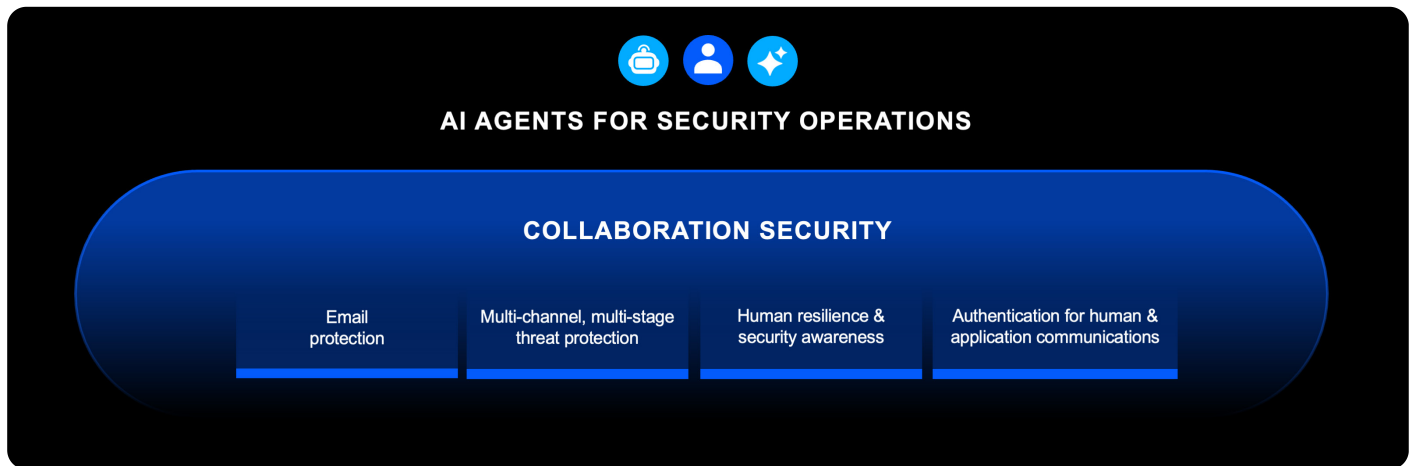 AI AGENTS FOR SECURITY OPERATIONS
COLLABORATION SECURITY
Email
protection
Multi-channel, multi-stage
threat protection
Human resilience &
security awareness
Authentication for human &
application communications